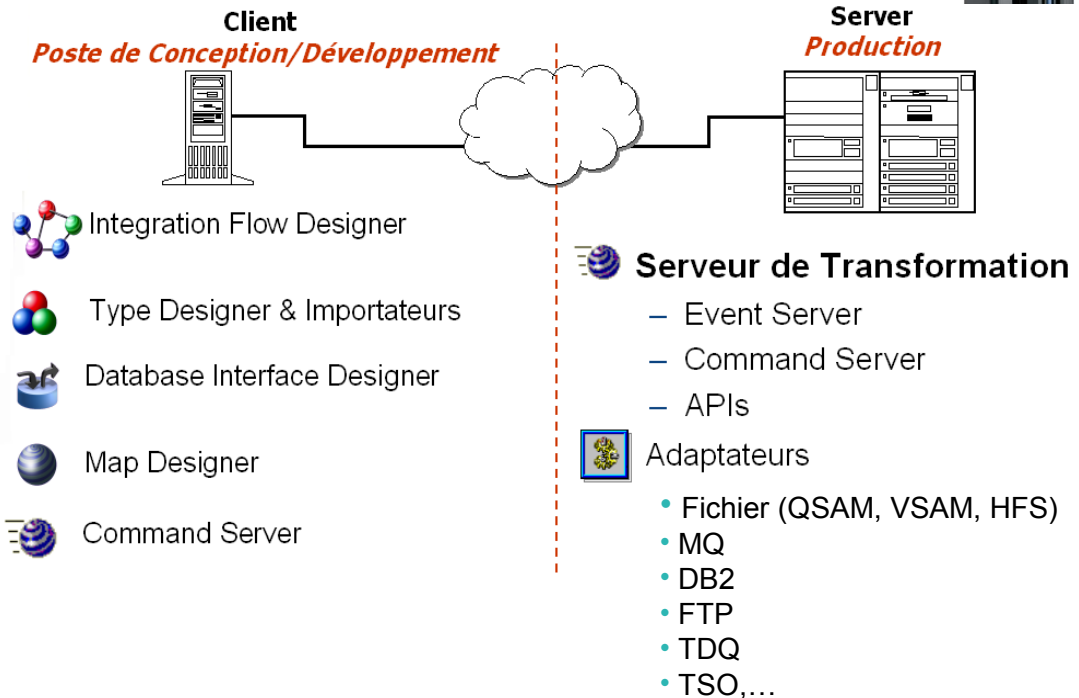 Client
Poste de Conception/Développement
Integration Flow Designer
Type Designer & Importateurs
Database Interface Designer
Map Designer
Command Server
Server
Production
Serveur de Transformation
– Event Server
– Command Server
– APIs
Adaptateurs
• Fichier (QSAM, VSAM, HFS)
• MQ
• DB2
• FTP
• TDQ
• TSO,...